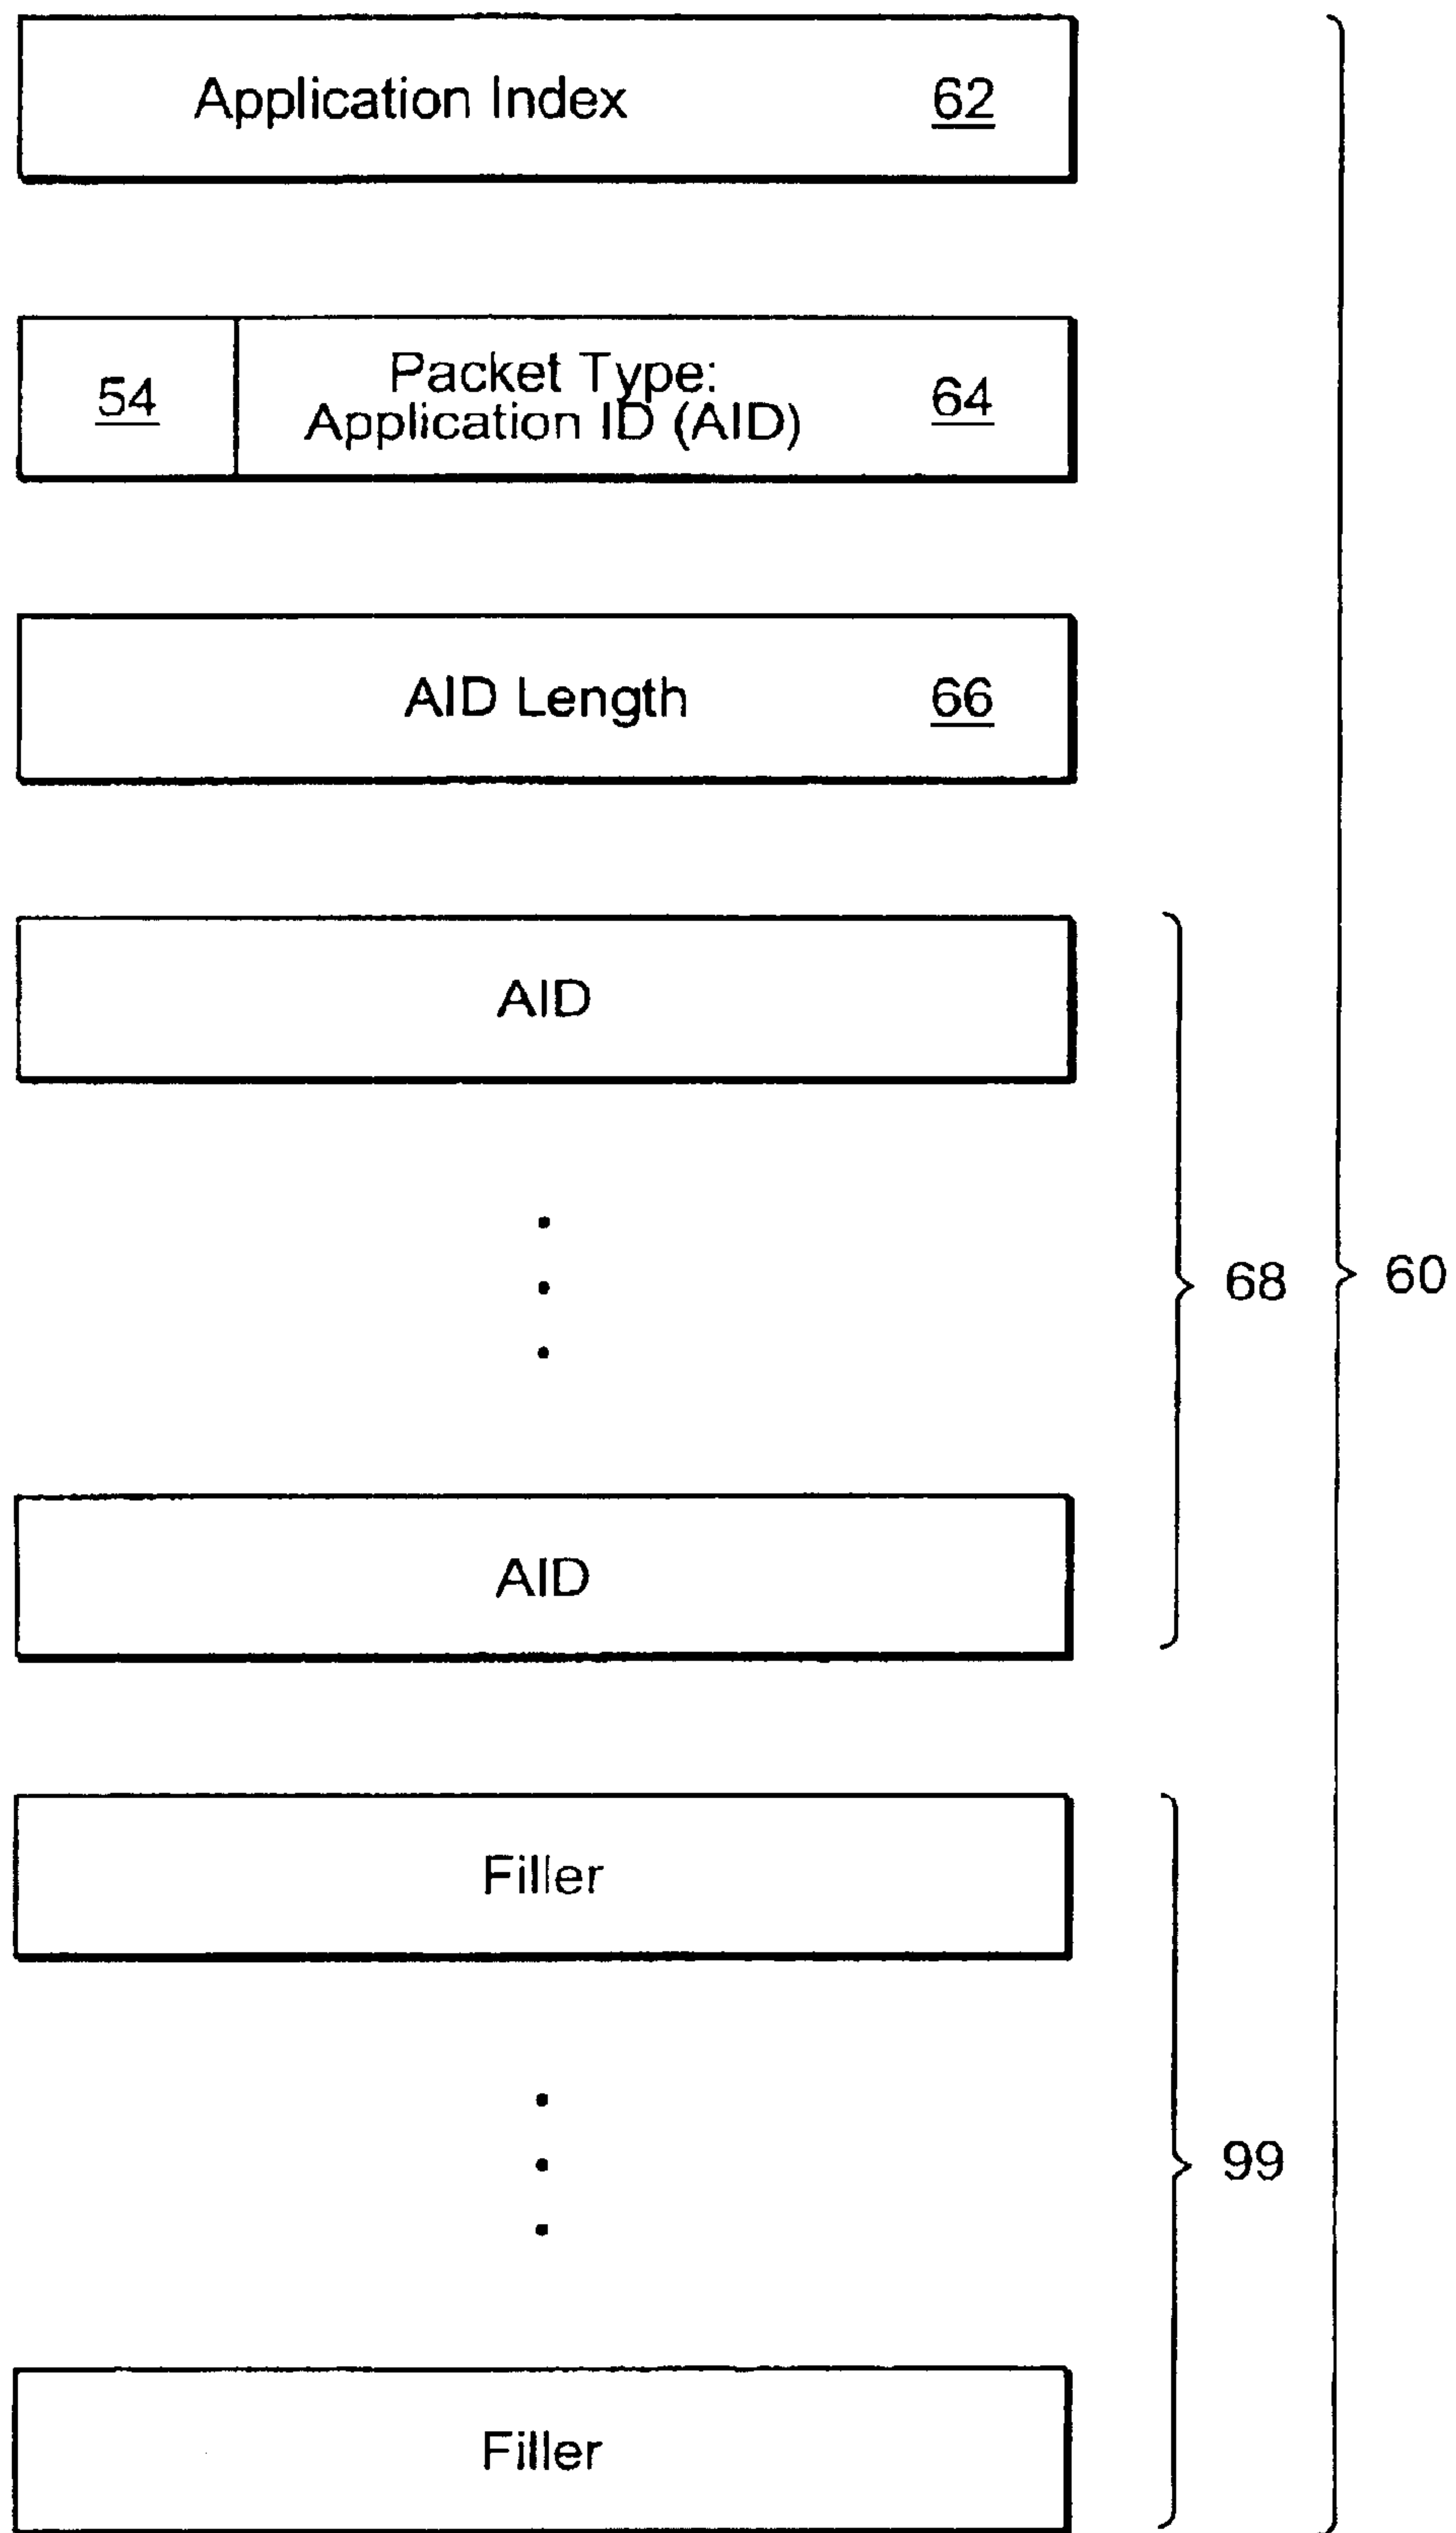 Application Index 62
54 Packet Type:
Application ID (AID) 64
AID Length 66
AID
68
60
AID
Filler
99
Filler